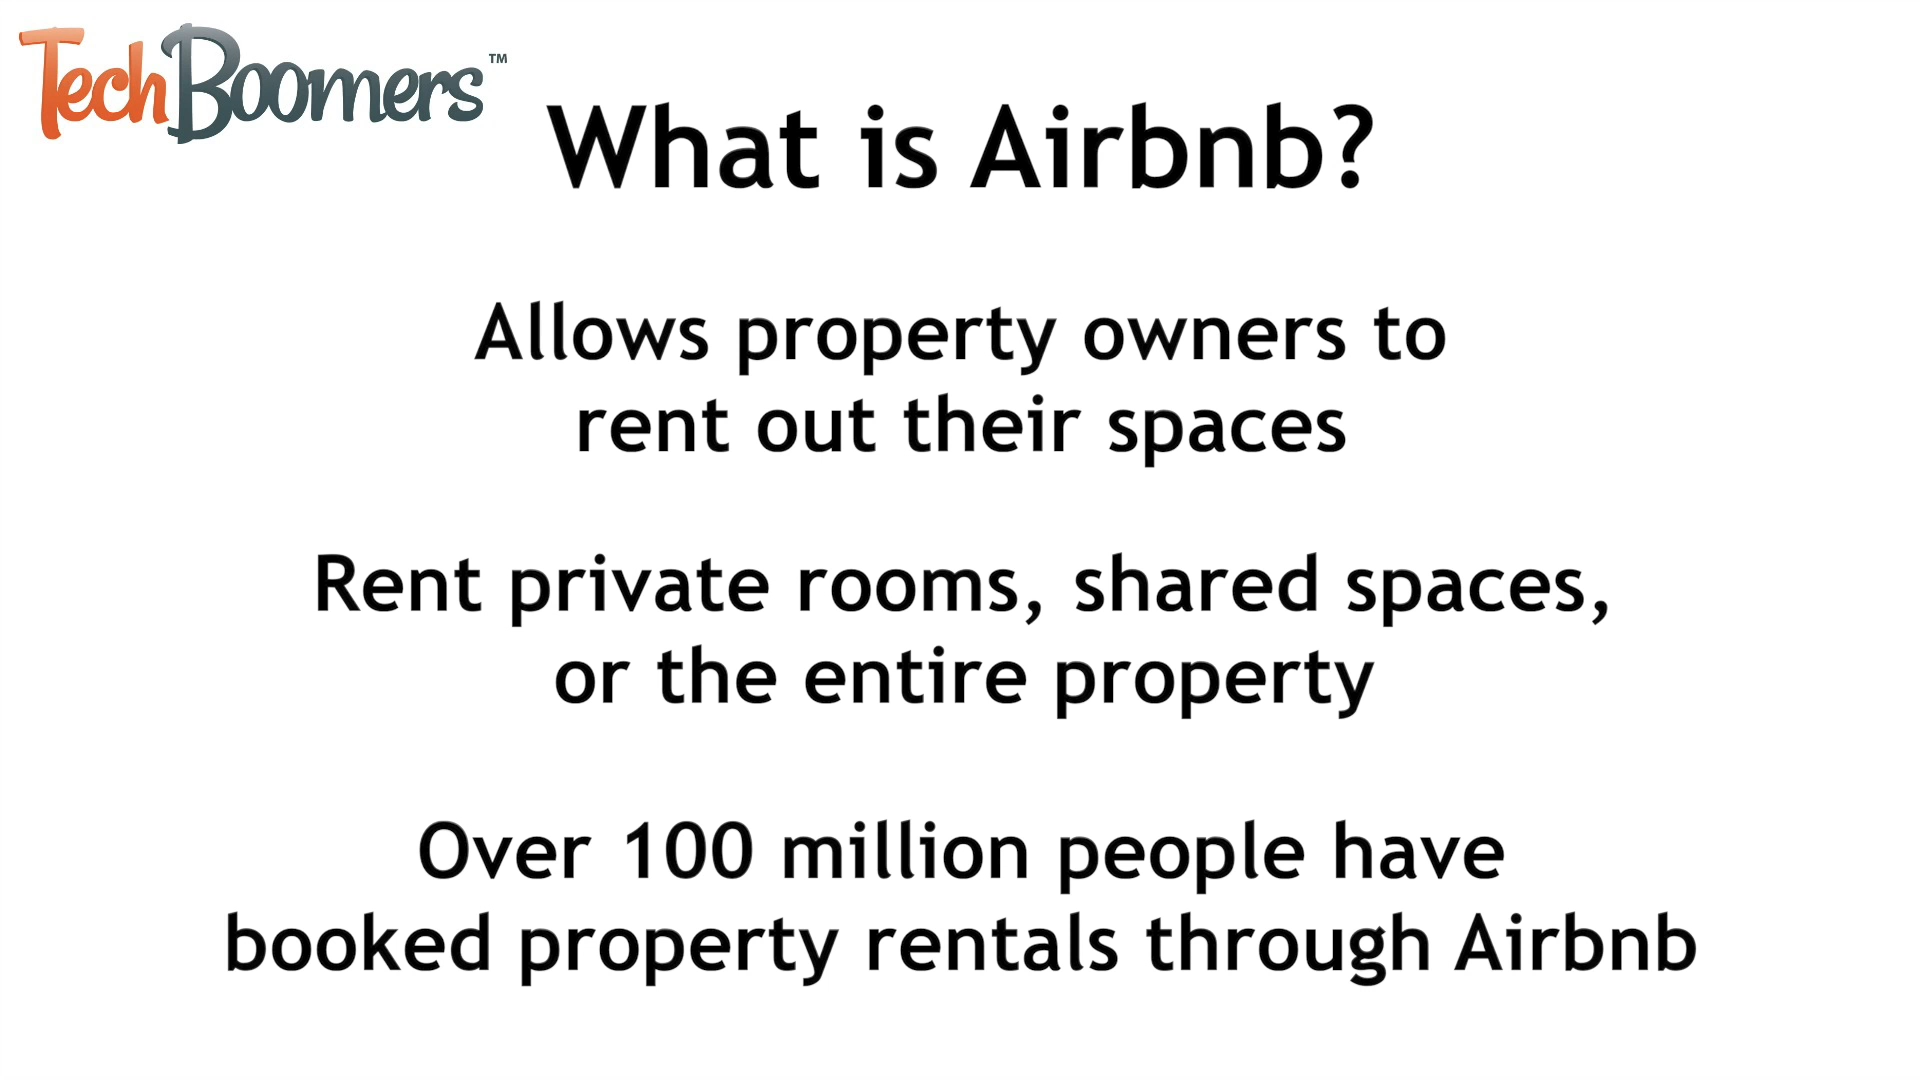 TechBoomers™
What is Airbnb?
Allows property owners to
rent out their spaces
Rent private rooms, shared spaces,
or the entire property
Over 100 million people have
booked property rentals through Airbnb